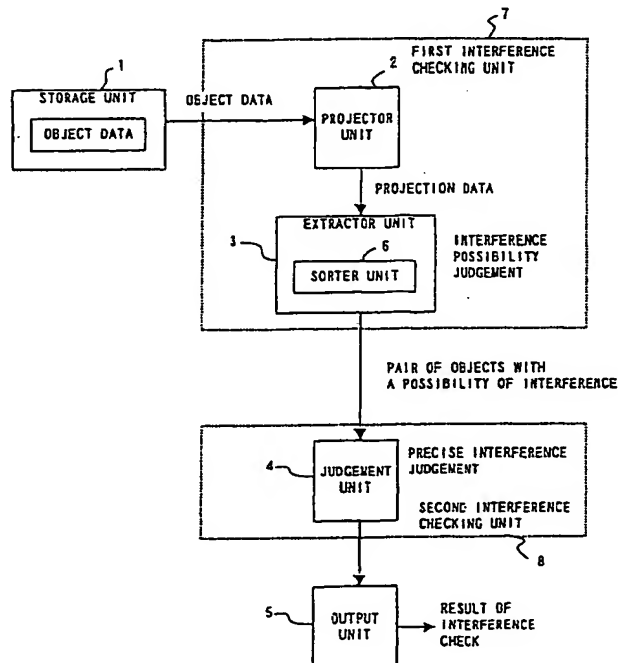 7
FIRST INTERFERENCE
CHECKING UNIT
1
STORAGE UNIT
OBJECT DATA
OBJECT DATA
2
PROJECTOR
UNIT
PROJECTION DATA
3
EXTRACTOR UNIT
6
SORTER UNIT
INTERFERENCE
POSSIBILITY
JUDGEMENT
PAIR OF OBJECTS WITH
A POSSIBILITY OF INTERFERENCE
4
JUDGEMENT
UNIT
PRECISE INTERFERENCE
JUDGEMENT
SECOND INTERFERENCE
CHECKING UNIT
8
5
OUTPUT
UNIT
RESULT OF
INTERFERENCE
CHECK